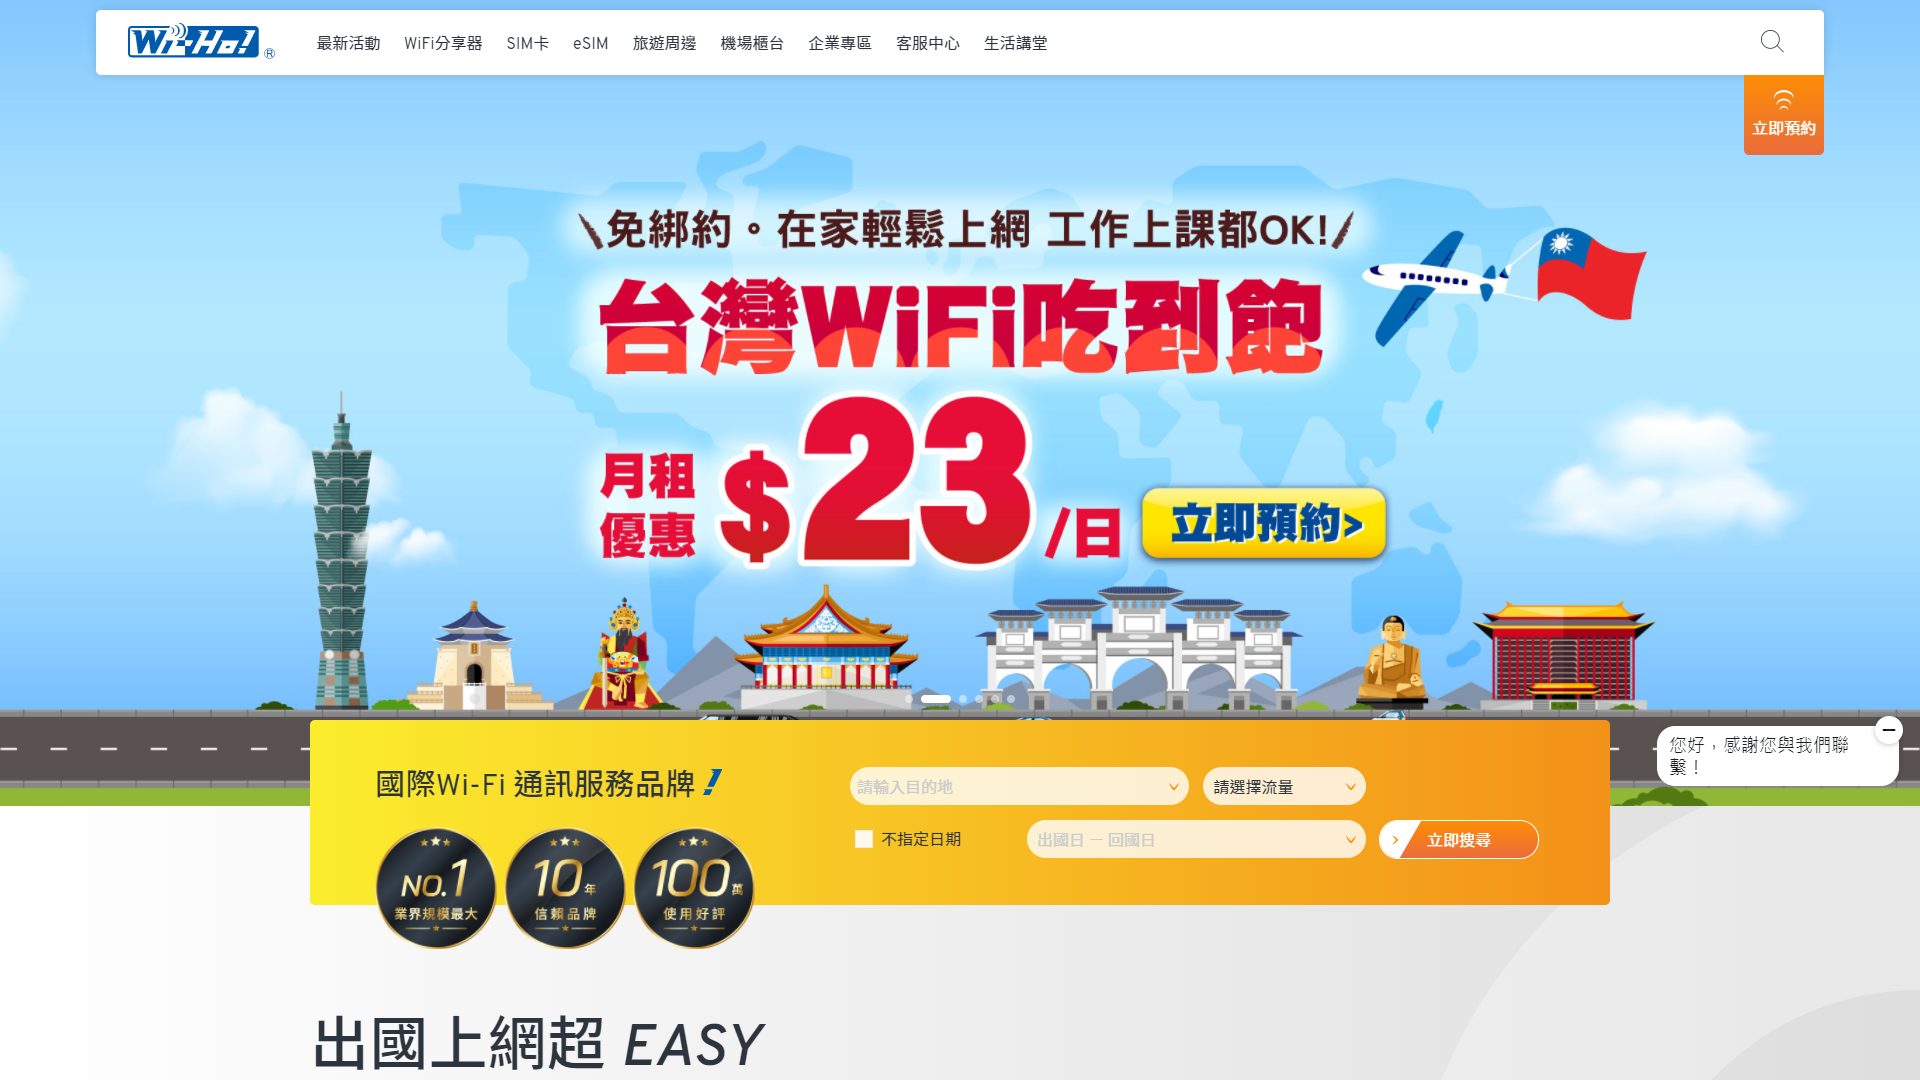 Wi-Ho! ®
最新活動 WiFi分享器 SIM卡 eSIM 旅遊周邊 機場櫃台 企業專區 客服中心 生活講堂
立即預約
\免綁約。在家輕鬆上網 工作上課都OK!/
台灣WiFi吃到飽
月租優惠 $23/日
立即預約>
您好，感謝您與我們聯
繫！
國際Wi-Fi 通訊服務品牌 !
請輸入目的地 請選擇流量
不指定日期 出國日 — 回國日 立即搜尋
NO.1
業界規模最大
10年
信賴品牌
100萬
使用好評
出國上網超 EASY